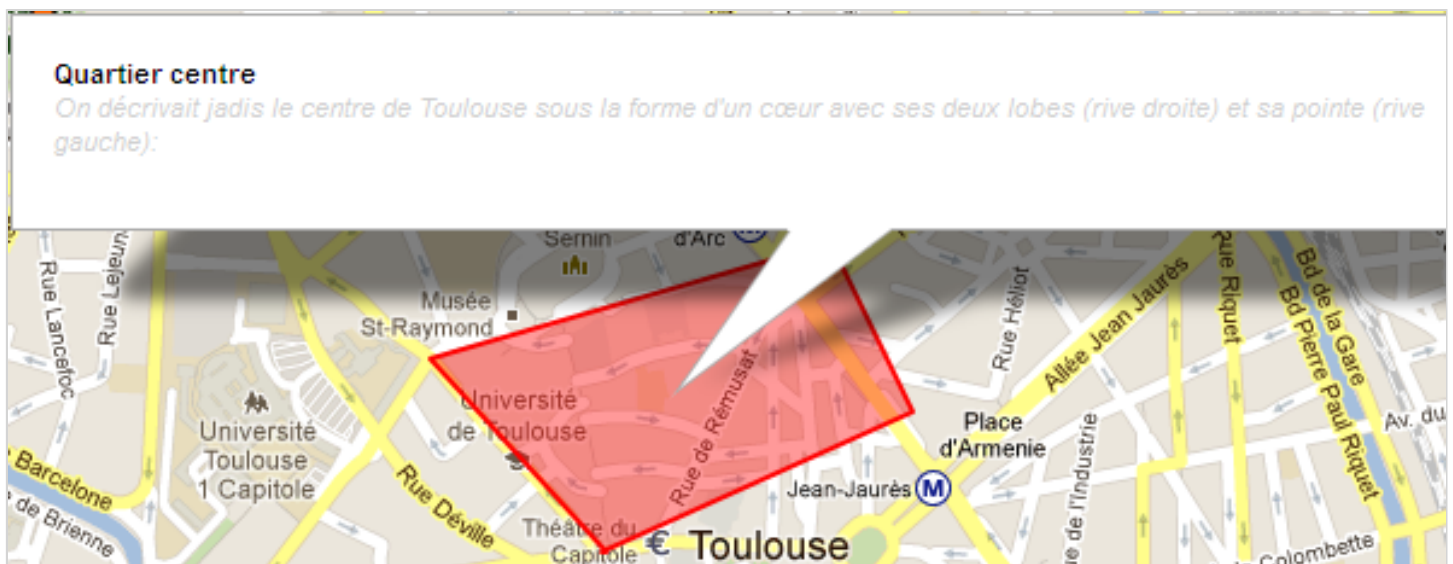 Quartier centre
On décrivait jadis le centre de Toulouse sous la forme d'un cœur avec ses deux lobes (rive droite) et sa pointe (rive
gauche):
Sernin
d'Arc
Rue Lejeun
Rue Lancefoc
Musée
St-Raymond
Rue Héliot
Allée Jean Jaurès
Rue Riquet
Bd de la Gare
Bd Pierre Paul Riquet
Université
de Toulouse
Rue de Rémusat
Université
Toulouse
1 Capitole
Place
d'Armenie
Av. du
Barcelone
de Brienne
Rue Déville
Jean-Jaurès M
e de l'Industrie
Théâtre du
Capitole
€ Toulouse
Colombette